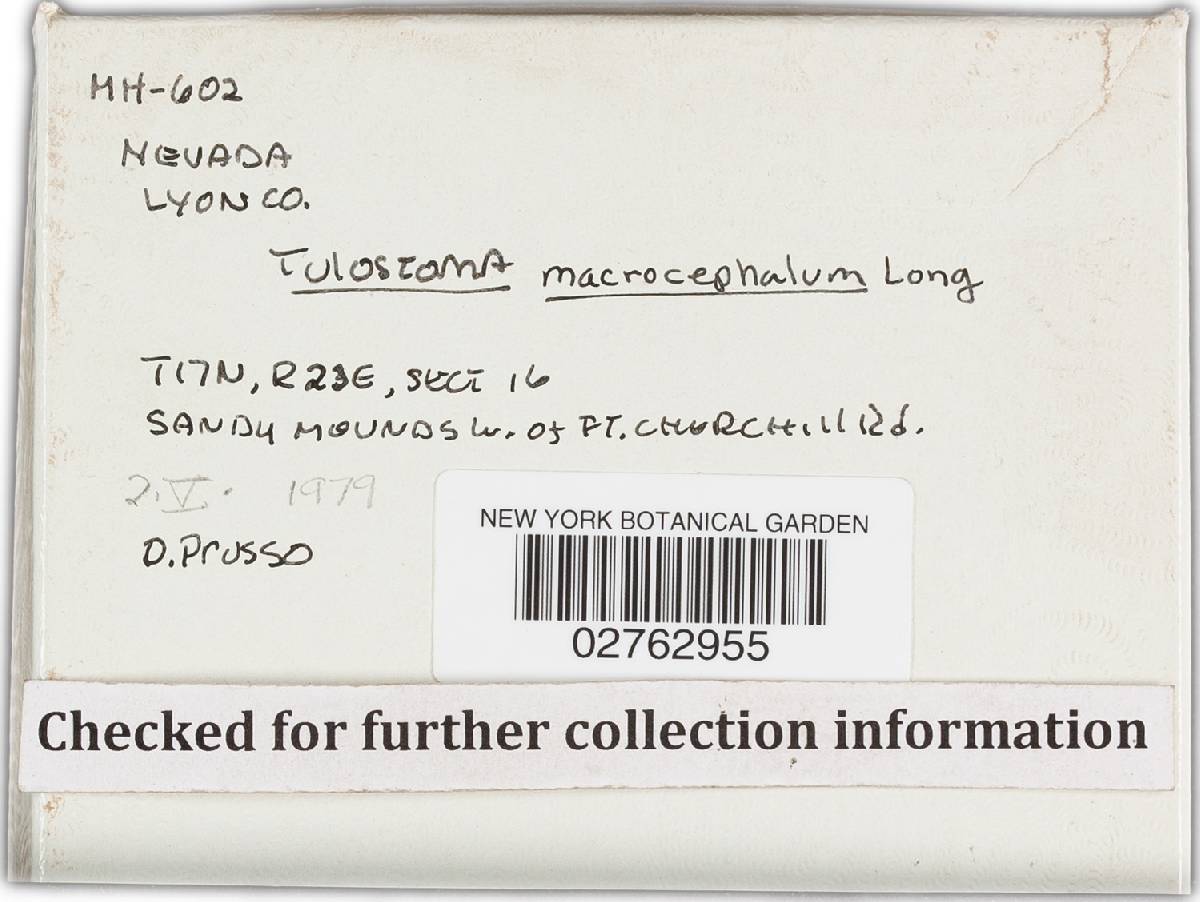 MH-602
NEVADA
LYON CO.
TULOSTOMA macrocephalum Long
T17N, R23E, SECT 16
SANDY MOUNDS W. of FT. CHURCHILL Rd.
2.V. 1979
D. Prusso
NEW YORK BOTANICAL GARDEN
02762955
Checked for further collection information